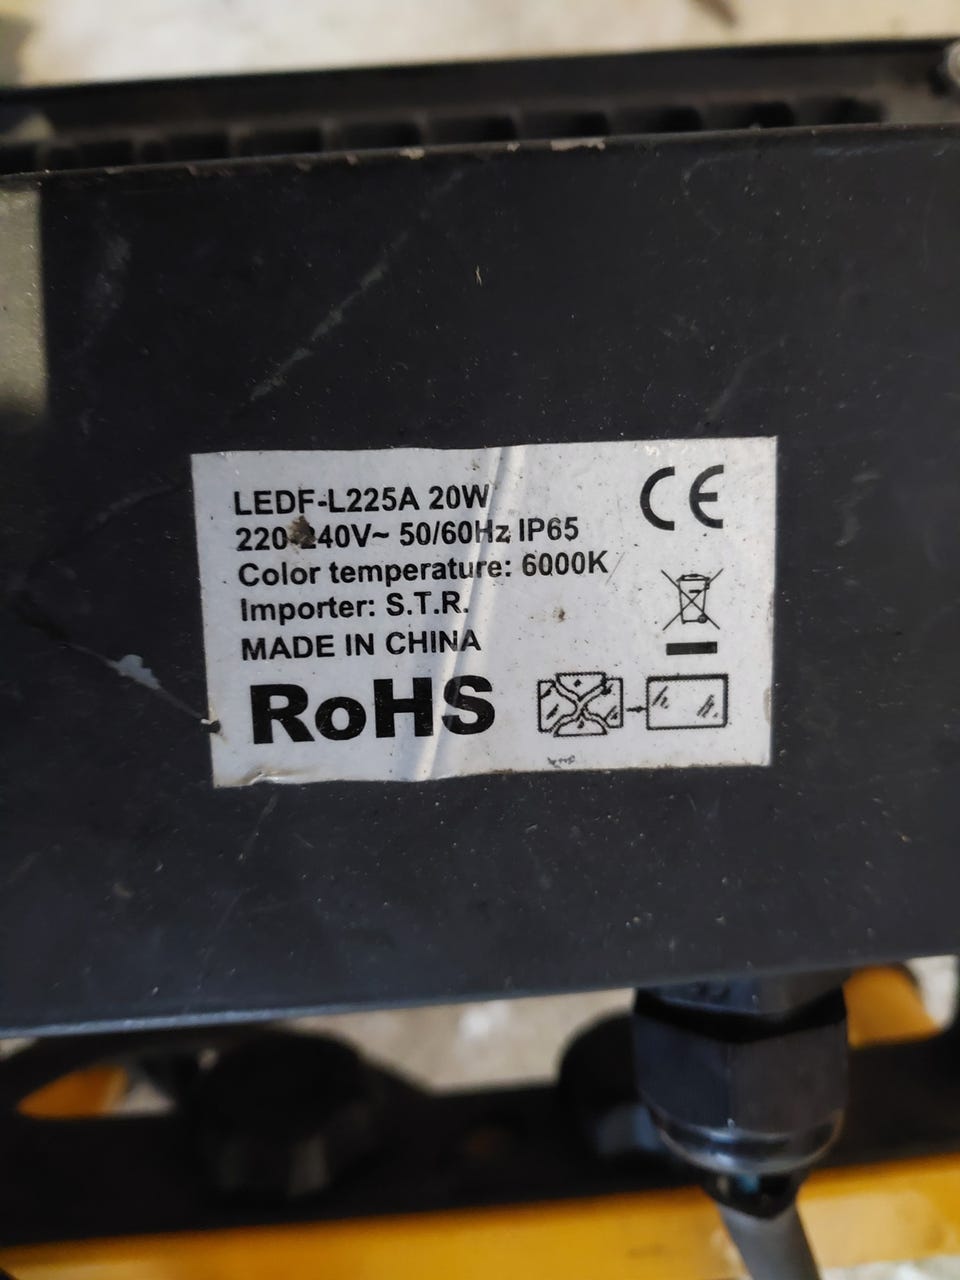 LEDF-L225A 20W
220-240V~ 50/60Hz IP65
Color temperature: 6000K
Importer: S.T.R.
MADE IN CHINA
RoHS
CE